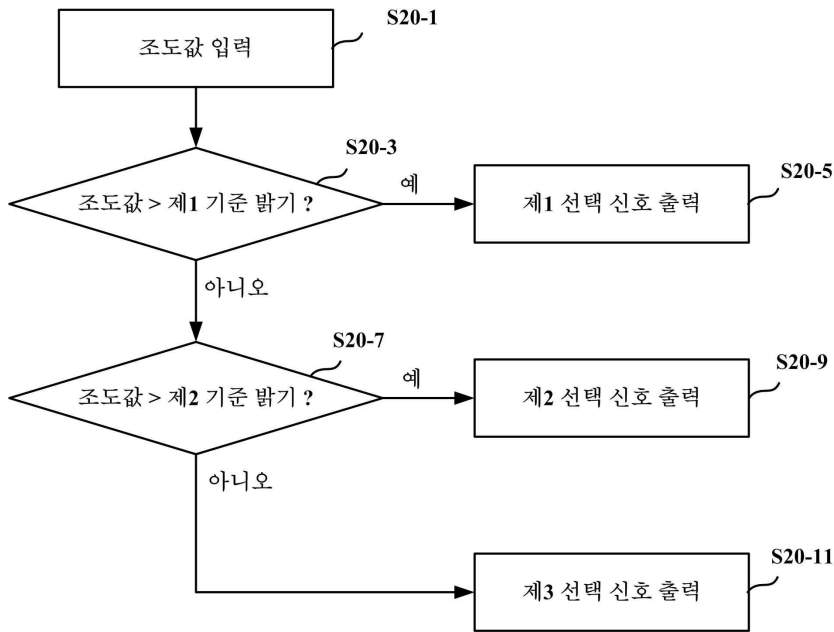 S20-1
조도값 입력
S20-3
조도값 > 제1 기준 밝기 ?
예
S20-5
제1 선택 신호 출력
아니오
S20-7
조도값 > 제2 기준 밝기 ?
예
S20-9
제2 선택 신호 출력
아니오
S20-11
제3 선택 신호 출력